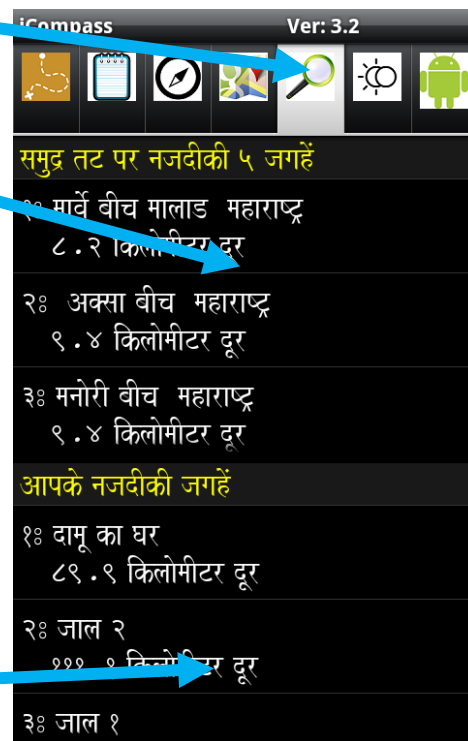 iCompass Ver: 3.2
समुद्र तट पर नजदीकी ५ जगहें
मार्वे बीच मालाड महाराष्ट्र
८.२ किलोमीटर दूर
२ः अक्सा बीच महाराष्ट्र
९.४ किलोमीटर दूर
३ः मनोरी बीच महाराष्ट्र
९.४ किलोमीटर दूर
आपके नजदीकी जगहें
१ः दामू का घर
८९.९ किलोमीटर दूर
२ः जाल २
किलोमीटर दूर
३ः जाल १